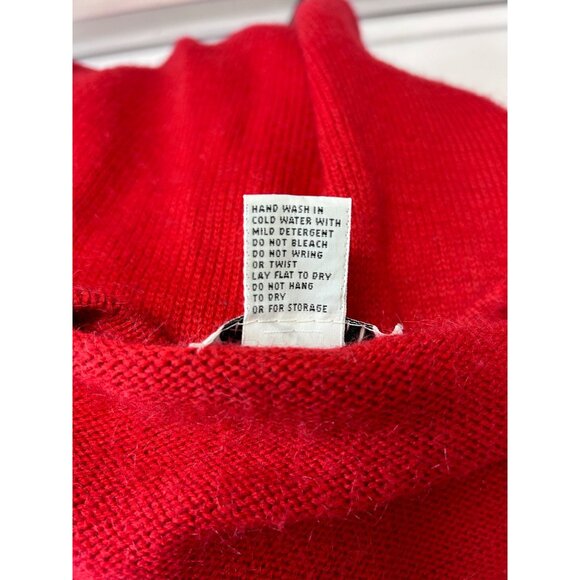 HAND WASH IN
COLD WATER WITH
MILD DETERGENT
DO NOT BLEACH
DO NOT WRING
OR TWIST
LAY FLAT TO DRY
DO NOT HANG
TO DRY
OR FOR STORAGE